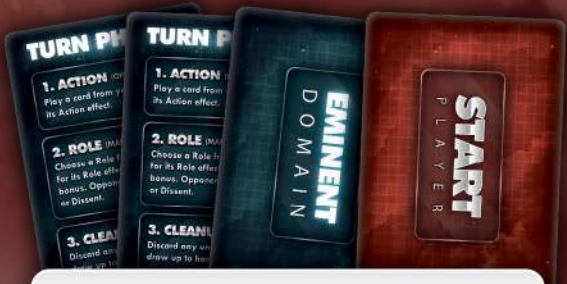 TURN PH
1. ACTION
Play a card from
its Action effect.
2. ROLE
Choose a Role
for its Role effe
bonus. Oppone
or Dissent.
3. CLEAN
Discard any un
draw up to ha
TURN P
1. ACTION
Play a card from
its Action effect.
2. ROLE
Choose a Role f
for its Role effec
bonus. Opponen
or Dissent.
3. CLEANU
Discard any un
draw up to han
EMINENT
DOMAIN
START
PLAYER